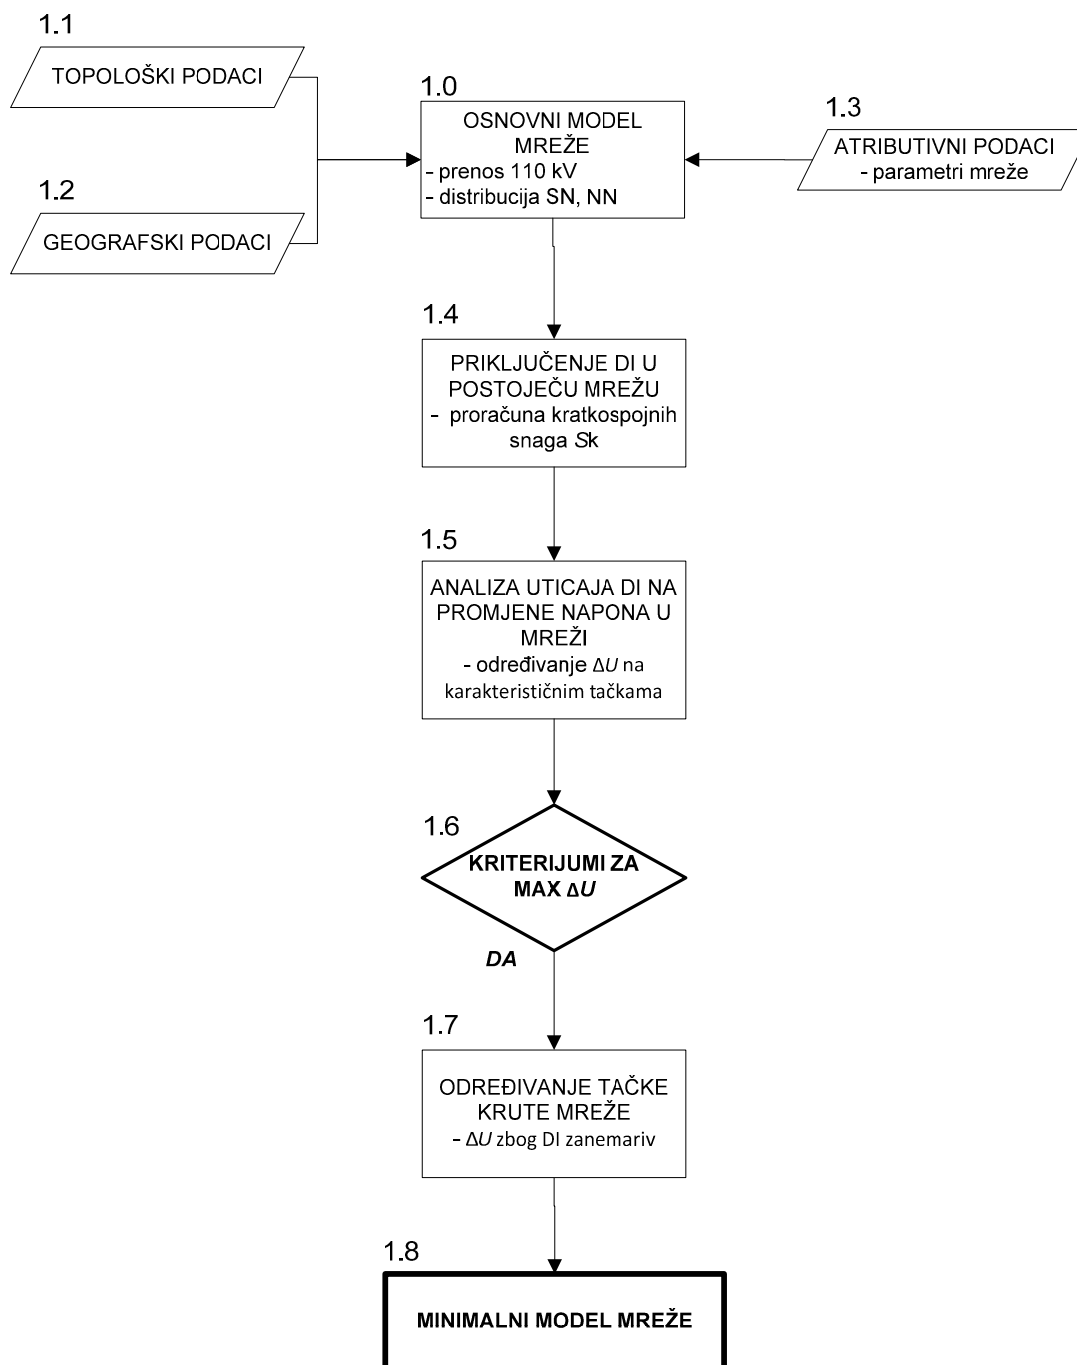 1.1
TOPOLOŠKI PODACI
1.0
OSNOVNI MODEL
MREŽE
- prenos 110 kV
- distribucija SN, NN
1.3
ATRIBUTIVNI PODACI
- parametri mreže
1.2
GEOGRAFSKI PODACI
1.4
PRIKLJUČENJE DI U
POSTOJEČU MREŽU
- proračuna kratkospojnih
snaga Sk
1.5
ANALIZA UTICAJA DI NA
PROMJENE NAPONA U
MREŽI
- određivanje ΔU na
karakterističnim tačkama
1.6
KRITERIJUMI ZA
MAX ΔU
DA
1.7
ODREĐIVANJE TAČKE
KRUTE MREŽE
- ΔU zbog DI zanemariv
1.8
MINIMALNI MODEL MREŽE